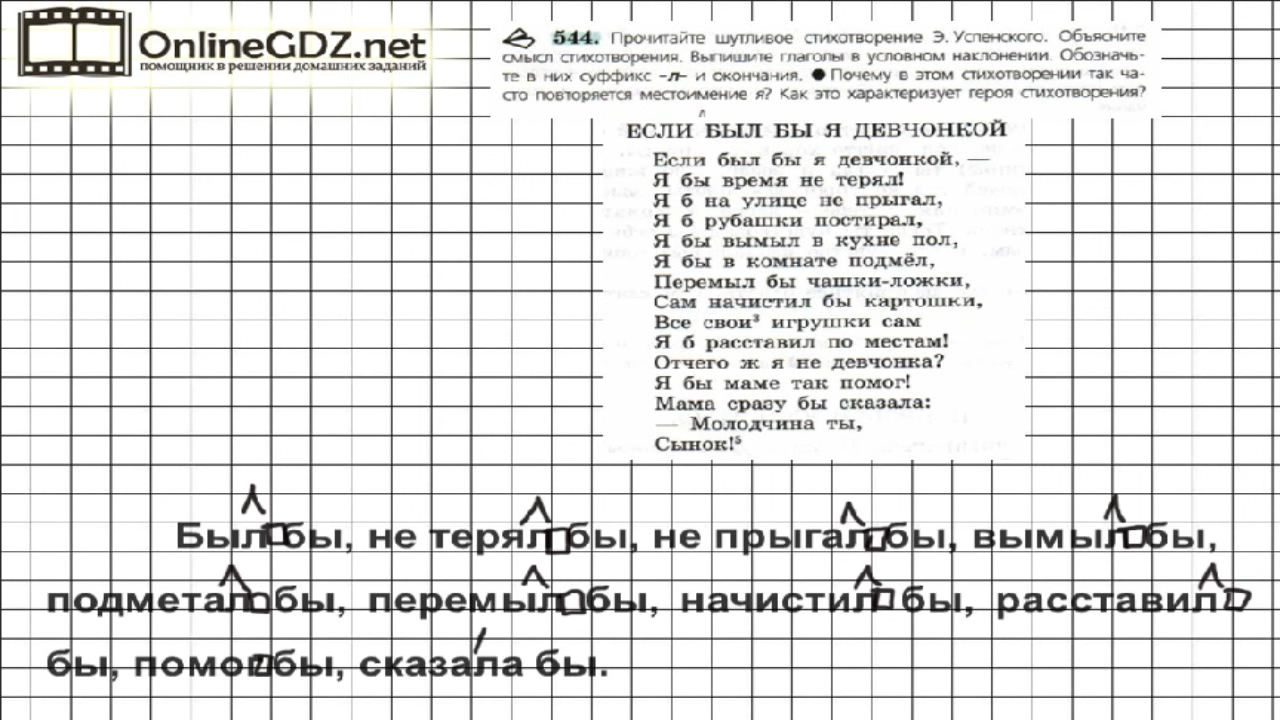 OnlineGDZ.net
помощник в решении домашних заданий
544. Прочитайте шутливое стихотворение Э. Успенского. Объясните
смысл стихотворения. Выпишите глаголы в условном наклонении. Обозначь-
те в них суффикс -л- и окончания. ● Почему в этом стихотворении так ча-
сто повторяется местоимение я? Как это характеризует героя стихотворения?
ЕСЛИ БЫЛ БЫ Я ДЕВЧОНКОЙ
Если был бы я девчонкой, —
Я бы время не терял!
Я б на улице не прыгал,
Я б рубашки постирал,
Я бы вымыл в кухне пол,
Я бы в комнате подмёл,
Перемыл бы чашки-ложки,
Сам начистил бы картошки,
Все свои³ игрушки сам
Я б расставил по местам!
Отчего ж я не девчонка?
Я бы маме так помог!
Мама сразу бы сказала:
— Молодчина ты,
Сынок!⁵
Был бы, не терял бы, не прыгал бы, вымыл бы,
подметал бы, перемыл бы, начистил бы, расставил
бы, помог бы, сказала бы.